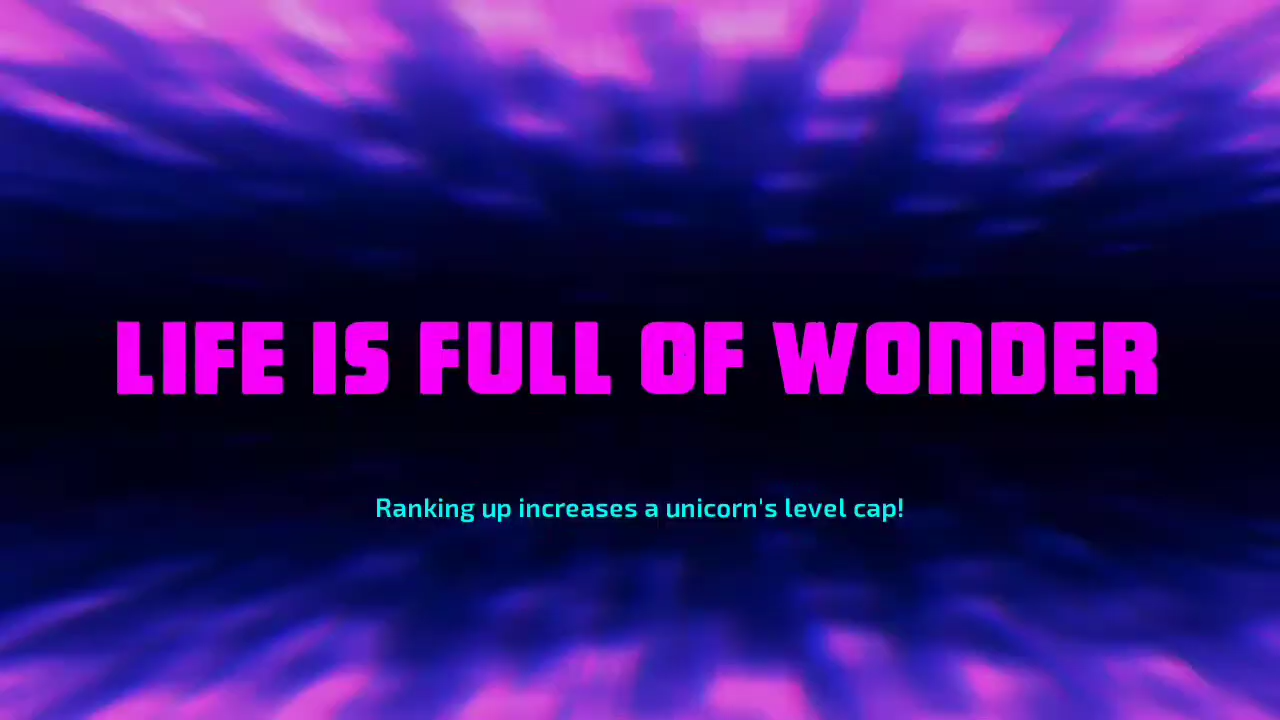 LIFE IS FULL OF WONDER
Ranking up increases a unicorn's level cap!